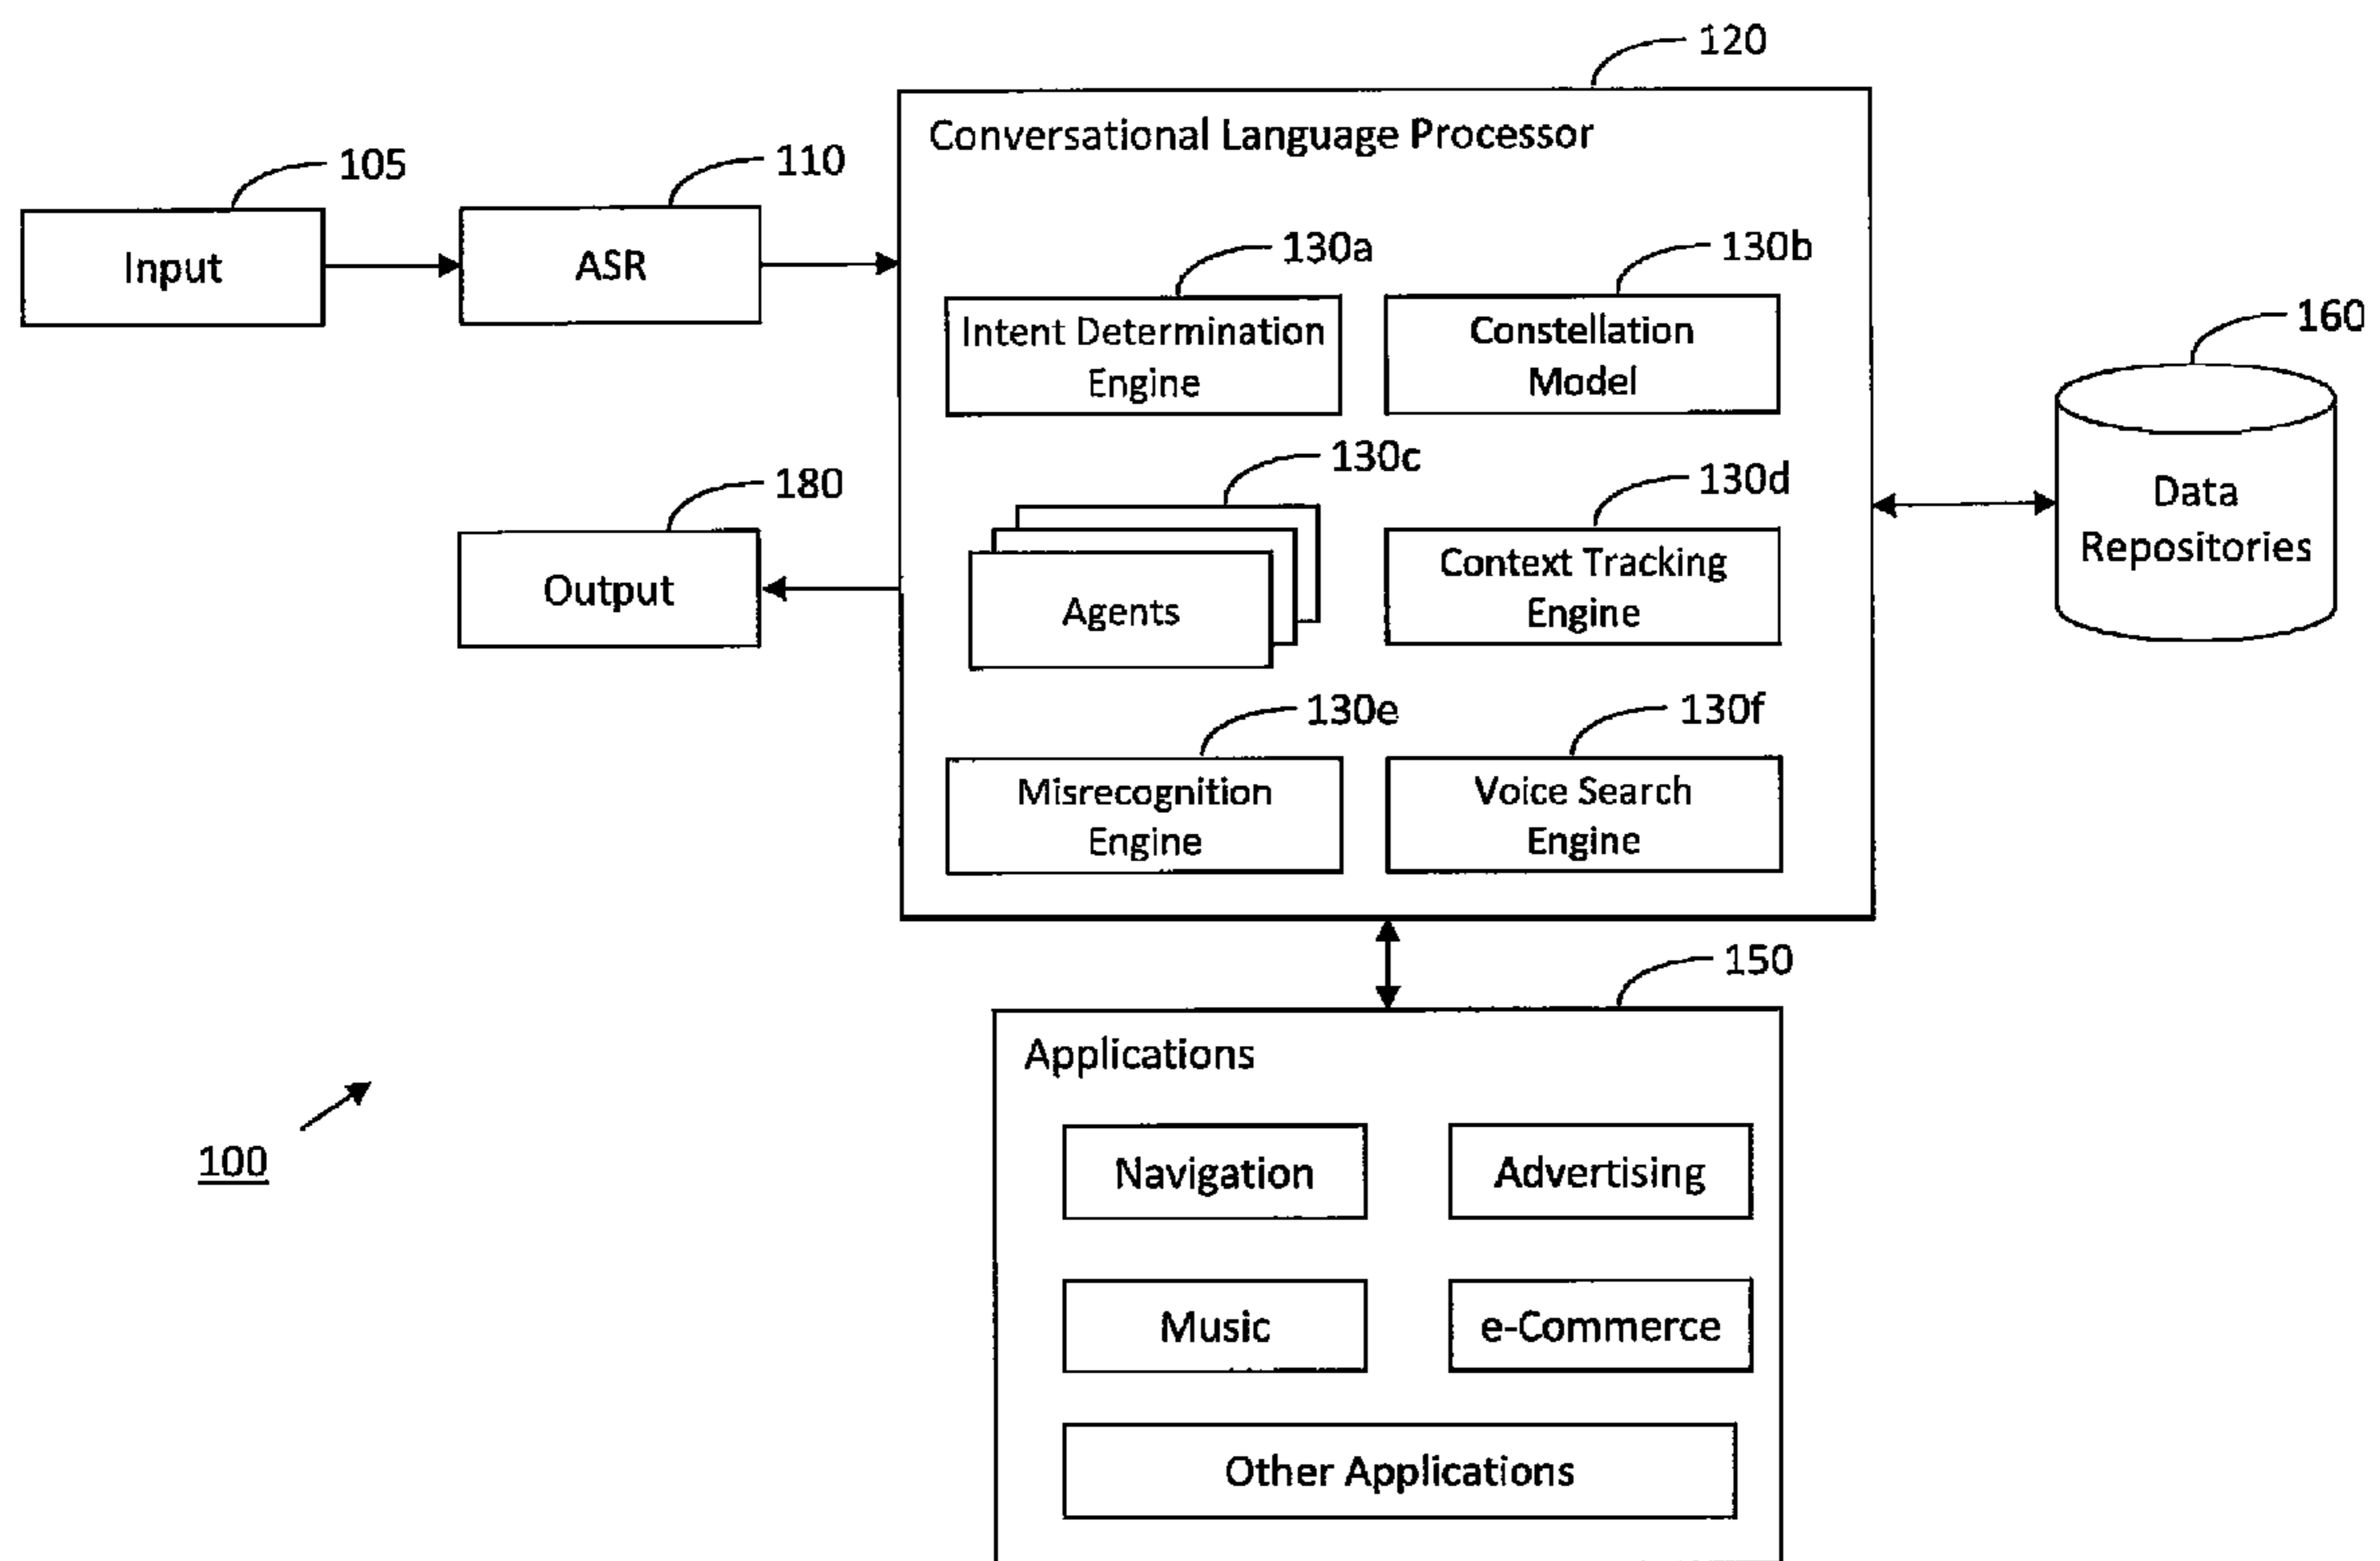 120
Conversational Language Processor
105
110
Input
ASR
130a
130b
Intent Determination
Engine
Constellation
Model
160
Data
Repositories
180
Output
130c
130d
Agents
Context Tracking
Engine
130e
130f
Misrecognition
Engine
Voice Search
Engine
150
Applications
100
Navigation
Advertising
Music
e-Commerce
Other Applications